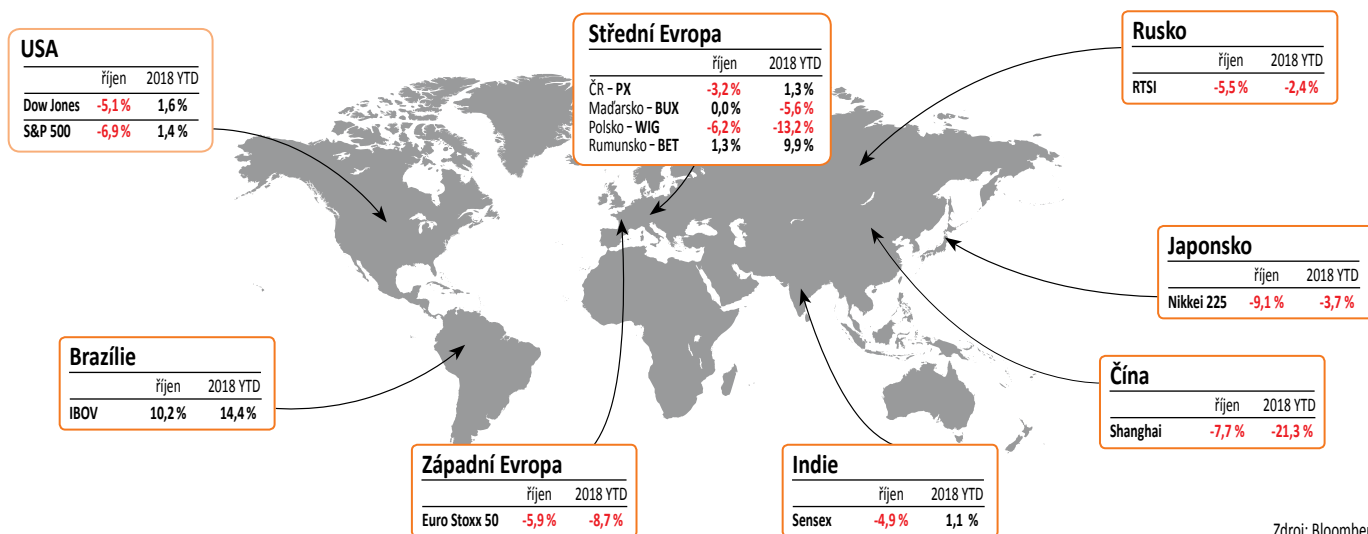 USA
říjen 2018 YTD
Dow Jones -5,1 % 1,6 %
S&P 500 -6,9 % 1,4 %
Střední Evropa
říjen 2018 YTD
ČR – PX -3,2 % 1,3 %
Maďarsko – BUX 0,0 % -5,6 %
Polsko – WIG -6,2 % -13,2 %
Rumunsko – BET 1,3 % 9,9 %
Rusko
říjen 2018 YTD
RTSI -5,5 % -2,4 %
Japonsko
říjen 2018 YTD
Nikkei 225 -9,1 % -3,7 %
Brazílie
říjen 2018 YTD
IBOV 10,2 % 14,4 %
Čína
říjen 2018 YTD
Shanghai -7,7 % -21,3 %
Západní Evropa
říjen 2018 YTD
Euro Stoxx 50 -5,9 % -8,7 %
Indie
říjen 2018 YTD
Sensex -4,9 % 1,1 %
Zdroj: Bloomber